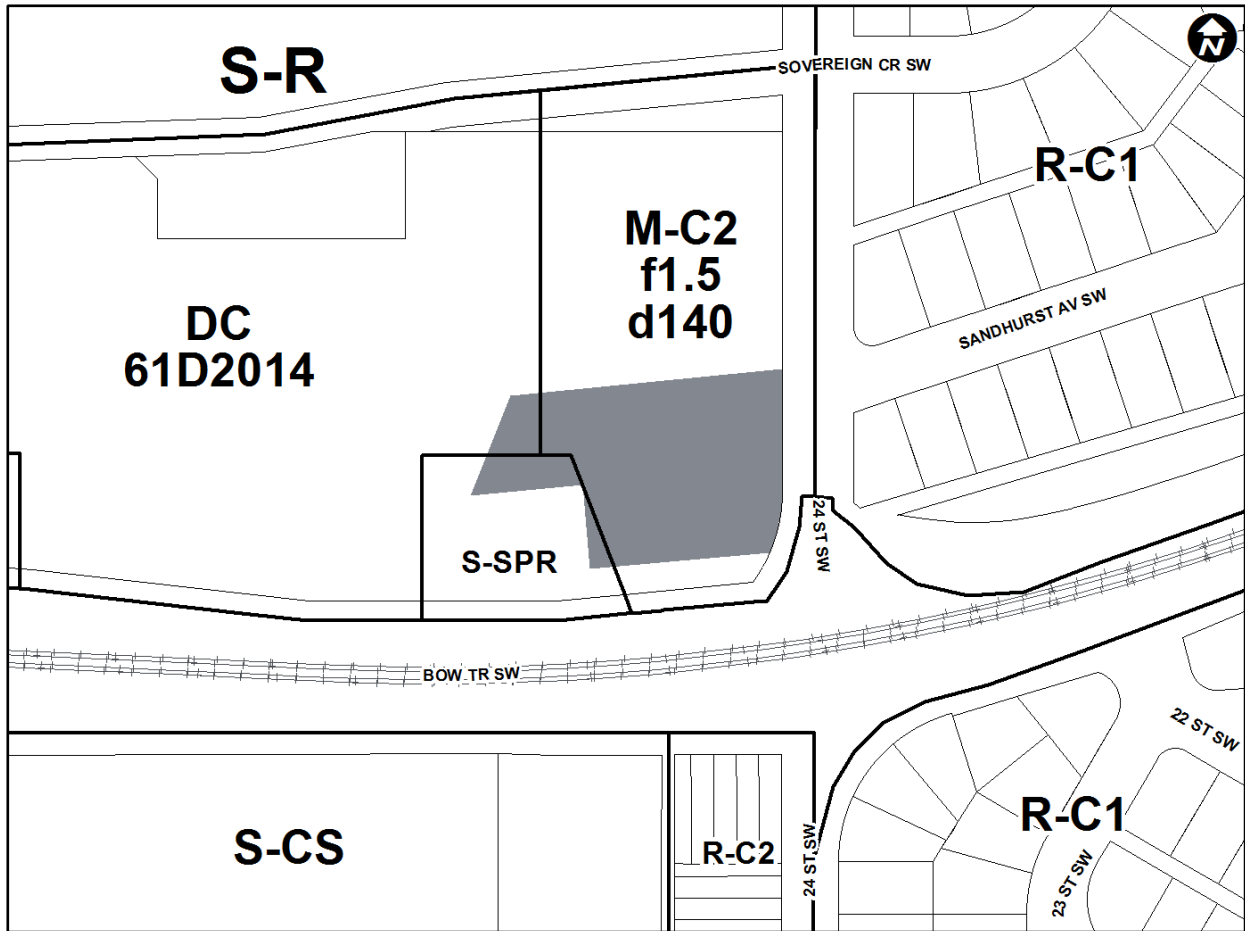 N
S-R
SOVEREIGN CR SW
R-C1
M-C2
f1.5
d140
DC
61D2014
SANDHURST AV SW
24 ST SW
S-SPR
BOW TR SW
22 ST SW
S-CS
R-C2
24 ST SW
R-C1
23 ST SW